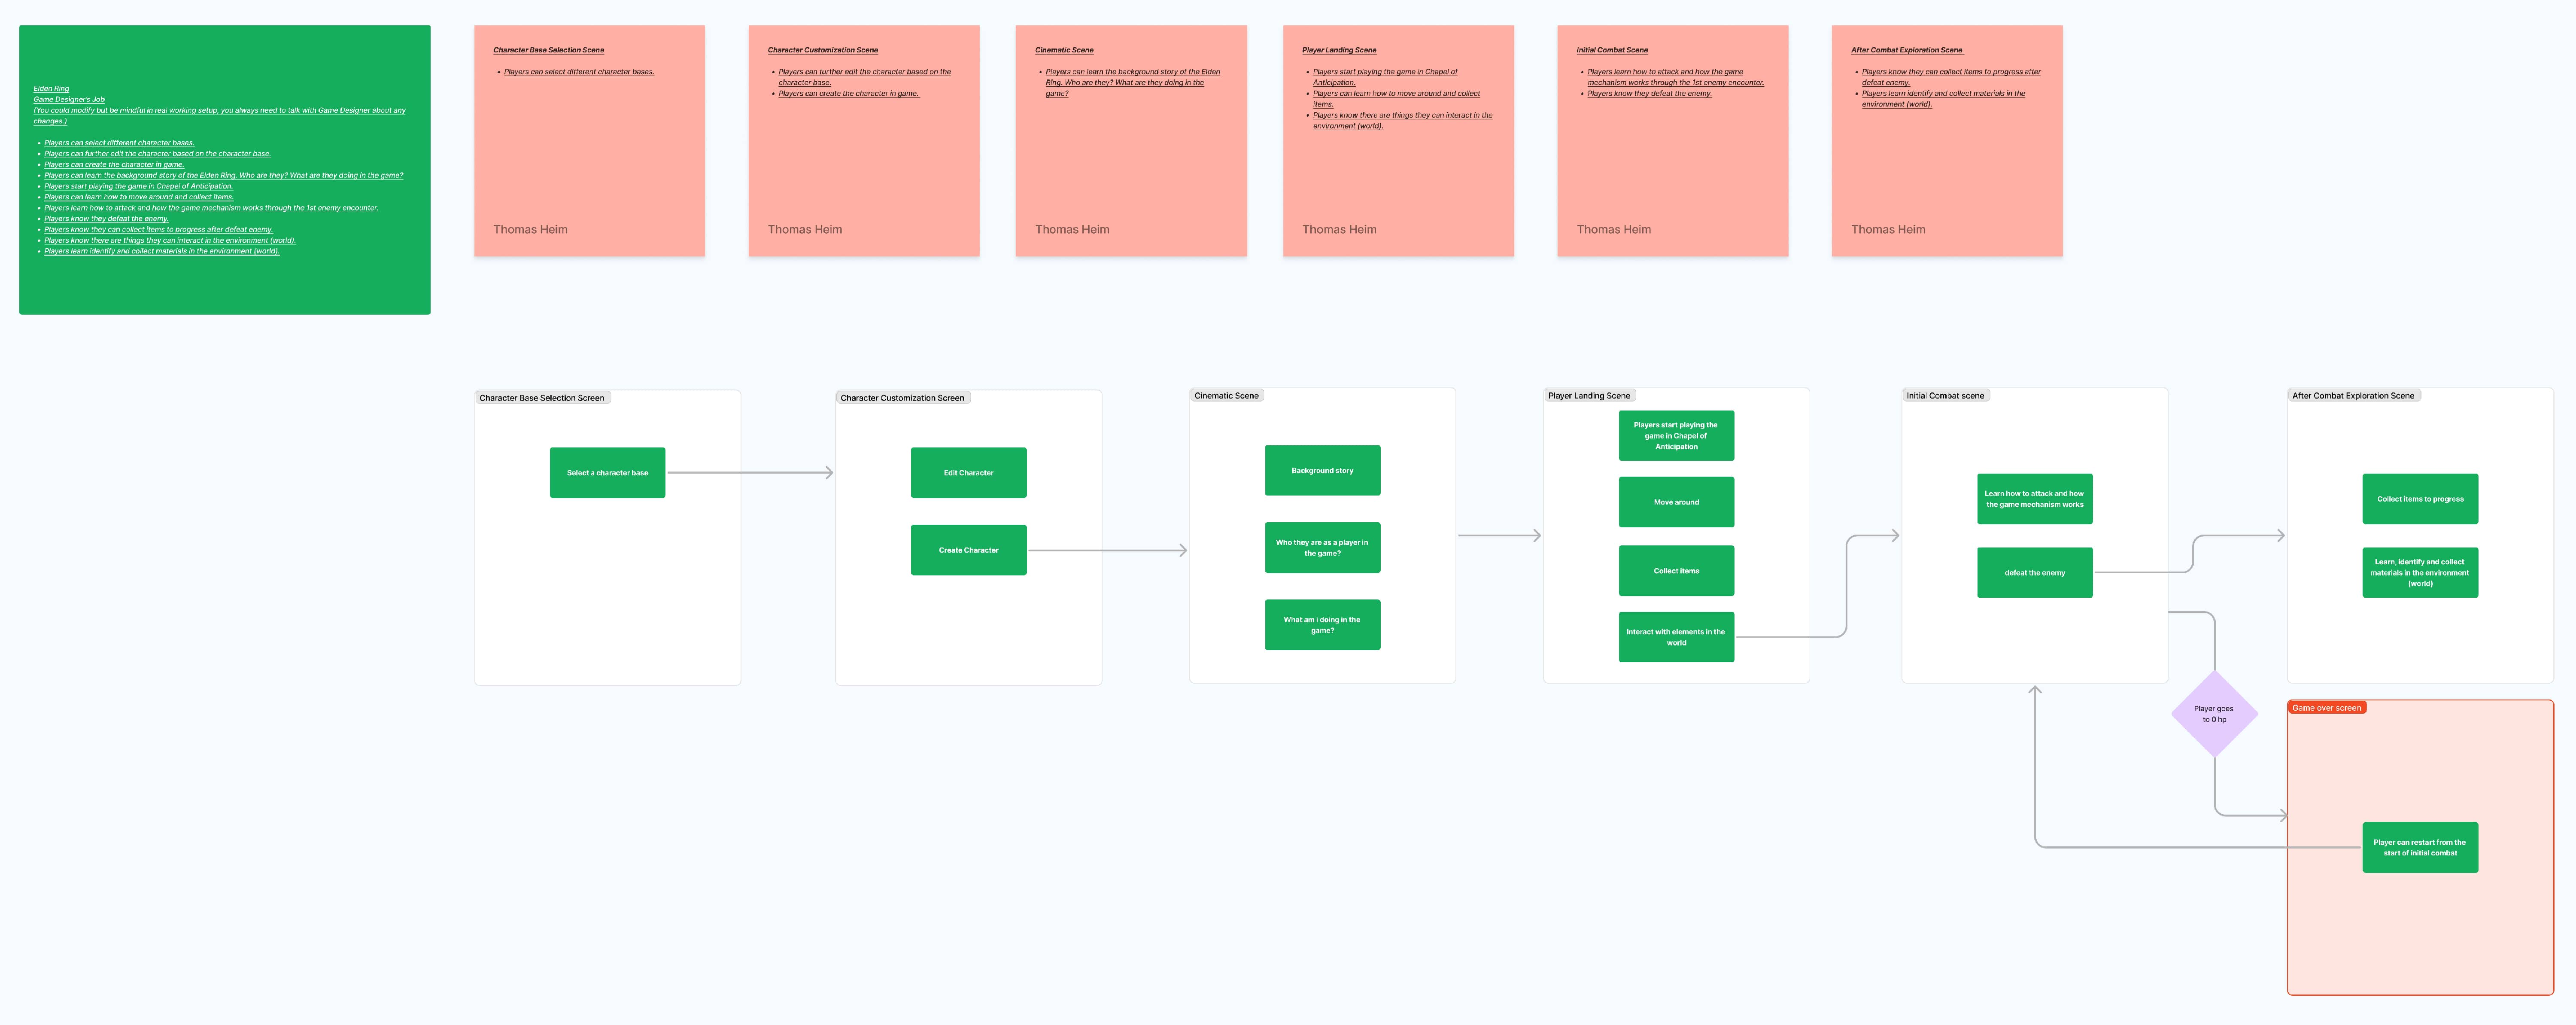 Elden Ring
Game Designer's Job
(You could modify but be mindful in real working setup, you always need to talk with Game Designer about any
changes.)
• Players can select different character bases.
• Players can further edit the character based on the character base.
• Players can create the character in game.
• Players can learn the background story of the Elden Ring. Who are they? What are they doing in the game?
• Players start playing the game in Chapel of Anticipation.
• Players can learn how to move around and collect items.
• Players learn how to attack and how the game mechanism works through the 1st enemy encounter.
• Players know they defeat the enemy.
• Players know they can collect items to progress after defeat enemy.
• Players know there are things they can interact in the environment (world).
• Players learn identify and collect materials in the environment (world).
Character Base Selection Scene
• Players can select different character bases.
Thomas Heim
Character Customization Scene
• Players can further edit the character based on the
character base.
• Players can create the character in game.
Thomas Heim
Cinematic Scene
• Players can learn the background story of the Elden
Ring. Who are they? What are they doing in the
game?
Thomas Heim
Player Landing Scene
• Players start playing the game in Chapel of
Anticipation.
• Players can learn how to move around and collect
items.
• Players know there are things they can interact in the
environment (world).
Thomas Heim
Initial Combat Scene
• Players learn how to attack and how the game
mechanism works through the 1st enemy encounter.
• Players know they defeat the enemy.
Thomas Heim
After Combat Exploration Scene
• Players know they can collect items to progress after
defeat enemy.
• Players learn identify and collect materials in the
environment (world).
Thomas Heim
Character Base Selection Screen
Select a character base
Character Customization Screen
Edit Character
Create Character
Cinematic Scene
Background story
Who they are as a player in
the game?
What am i doing in the
game?
Player Landing Scene
Players start playing the
game in Chapel of
Anticipation
Move around
Collect items
Interact with elements in the
world
Initial Combat scene
Learn how to attack and how
the game mechanism works
defeat the enemy
After Combat Exploration Scene
Collect items to progress
Learn, identify and collect
materials in the environment
(world)
Player goes
to 0 hp
Game over screen
Player can restart from the
start of initial combat